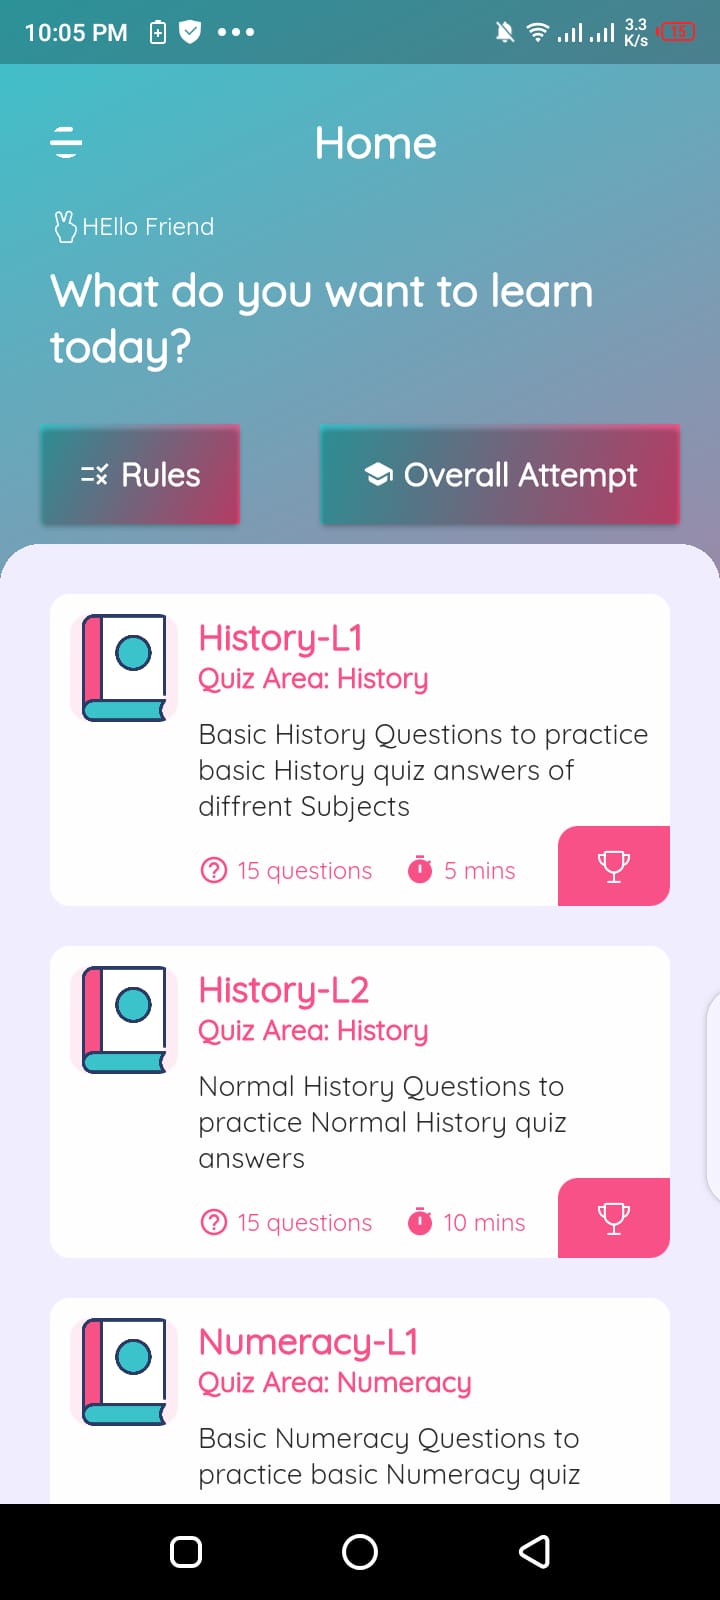 10:05 PM
3.3
K/s
15
Home
HEllo Friend
What do you want to learn
today?
Rules
Overall Attempt
History-L1
Quiz Area: History
Basic History Questions to practice
basic History quiz answers of
diffrent Subjects
15 questions
5 mins
History-L2
Quiz Area: History
Normal History Questions to
practice Normal History quiz
answers
15 questions
10 mins
Numeracy-L1
Quiz Area: Numeracy
Basic Numeracy Questions to
practice basic Numeracy quiz